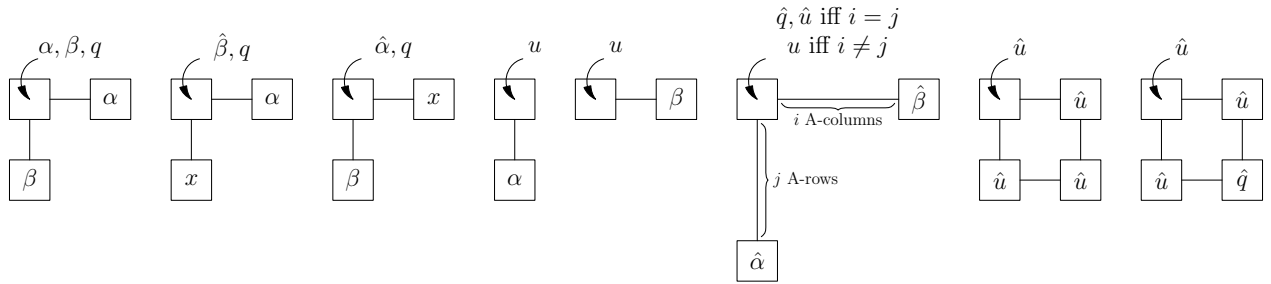 q̂, û iff i = j
α, β, q
β̂, q
α̂, q
u
u
u iff i ≠ j
û
û
α
α
x
β
β̂
û
û
i A-columns
β
x
β
α
j A-rows
û
û
û
q̂
α̂